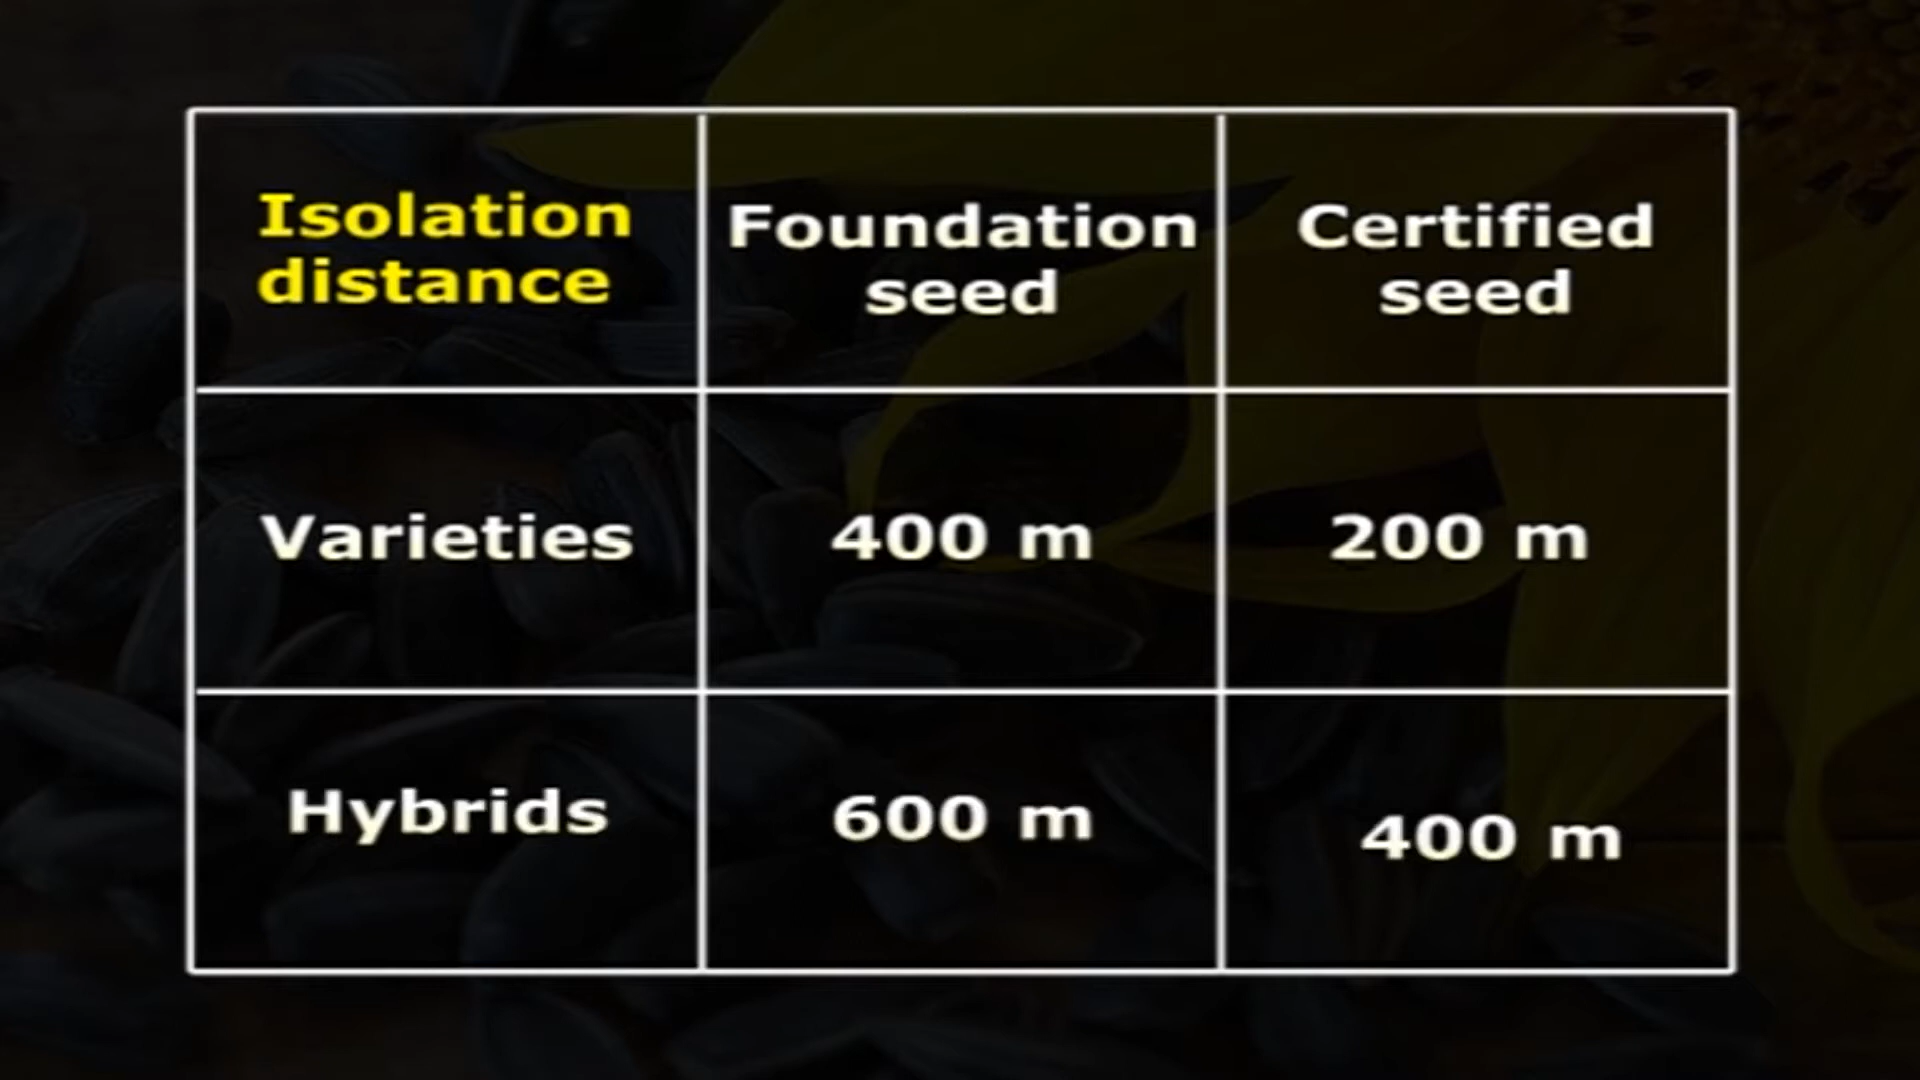 Isolation
distance
Foundation
seed
Certified
seed
Varieties
400 m
200 m
Hybrids
600 m
400 m